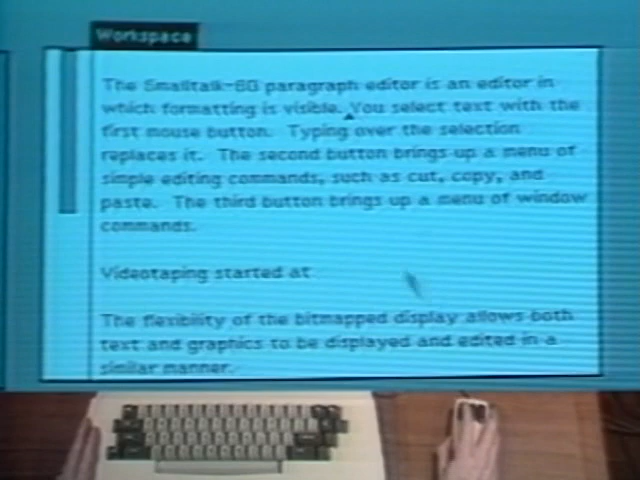 Workspace
The Smalltalk-80 paragraph editor is an editor in
which formatting is visible. You select text with the
first mouse button. Typing over the selection
replaces it. The second button brings up a menu of
simple editing commands, such as cut, copy, and
paste. The third button brings up a menu of window
commands.
Videotaping started at
The flexibility of the bitmapped display allows both
text and graphics to be displayed and edited in a
similar manner.